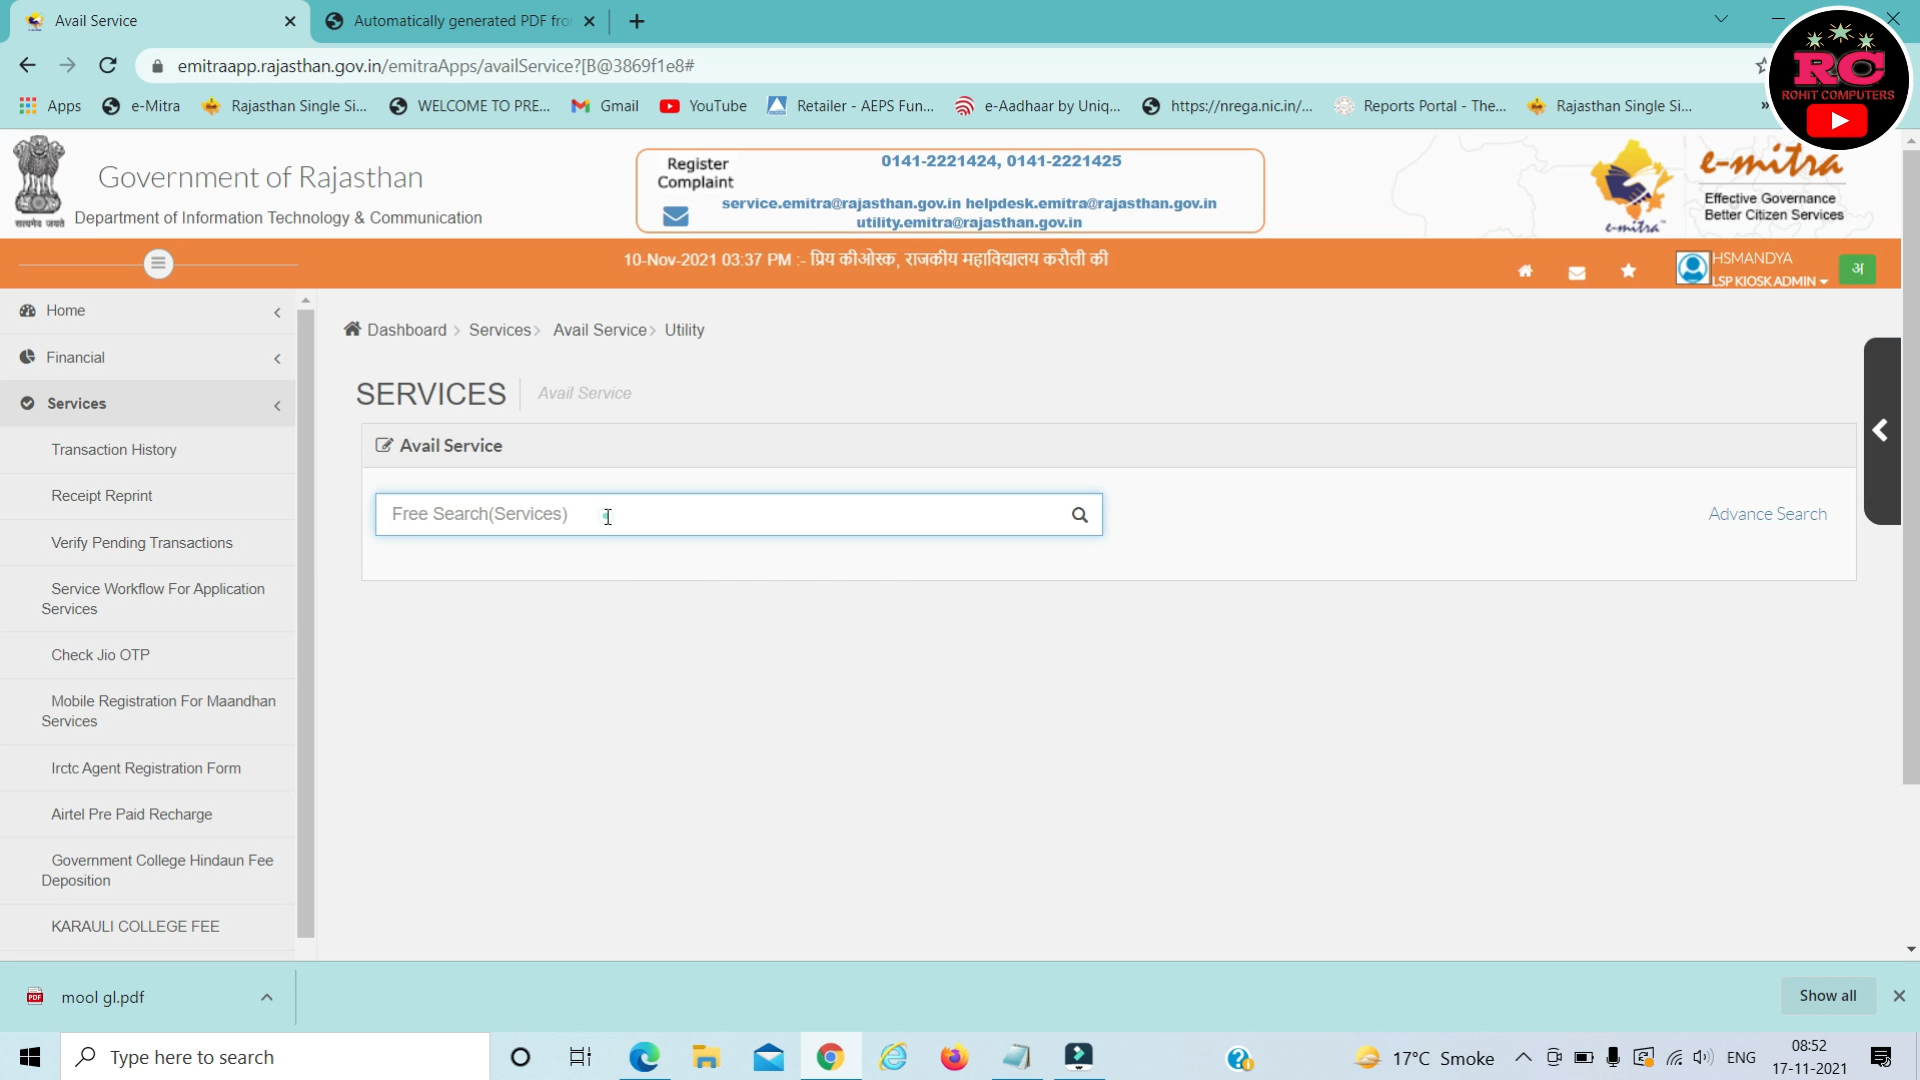 Avail Service
Automatically generated PDF fro
emitraapp.rajasthan.gov.in/emitraApps/availService?[B@3869f1e8#
Apps
e-Mitra
Rajasthan Single Si...
WELCOME TO PRE...
Gmail
YouTube
Retailer - AEPS Fun...
e-Aadhaar by Uniq...
https://nrega.nic.in/...
Reports Portal - The...
Rajasthan Single Si...
»
RC
ROHIT COMPUTERS
सत्यमेव जयते
Government of Rajasthan
Department of Information Technology & Communication
Register
Complaint
0141-2221424, 0141-2221425
service.emitra@rajasthan.gov.in helpdesk.emitra@rajasthan.gov.in
utility.emitra@rajasthan.gov.in
e-mitra
e-mitra
Effective Governance
Better Citizen Services
10-Nov-2021 03:37 PM :- प्रिय कीओस्क, राजकीय महाविद्यालय करौली की
HSMANDYA
LSP KIOSK ADMIN
अ
Home
Financial
Services
Transaction History
Receipt Reprint
Verify Pending Transactions
Service Workflow For Application
Services
Check Jio OTP
Mobile Registration For Maandhan
Services
Irctc Agent Registration Form
Airtel Pre Paid Recharge
Government College Hindaun Fee
Deposition
KARAULI COLLEGE FEE
Dashboard > Services> Avail Service> Utility
SERVICES
Avail Service
Avail Service
Free Search(Services)
Advance Search
PDF
mool gl.pdf
Show all
Type here to search
17°C Smoke
ENG
08:52
17-11-2021